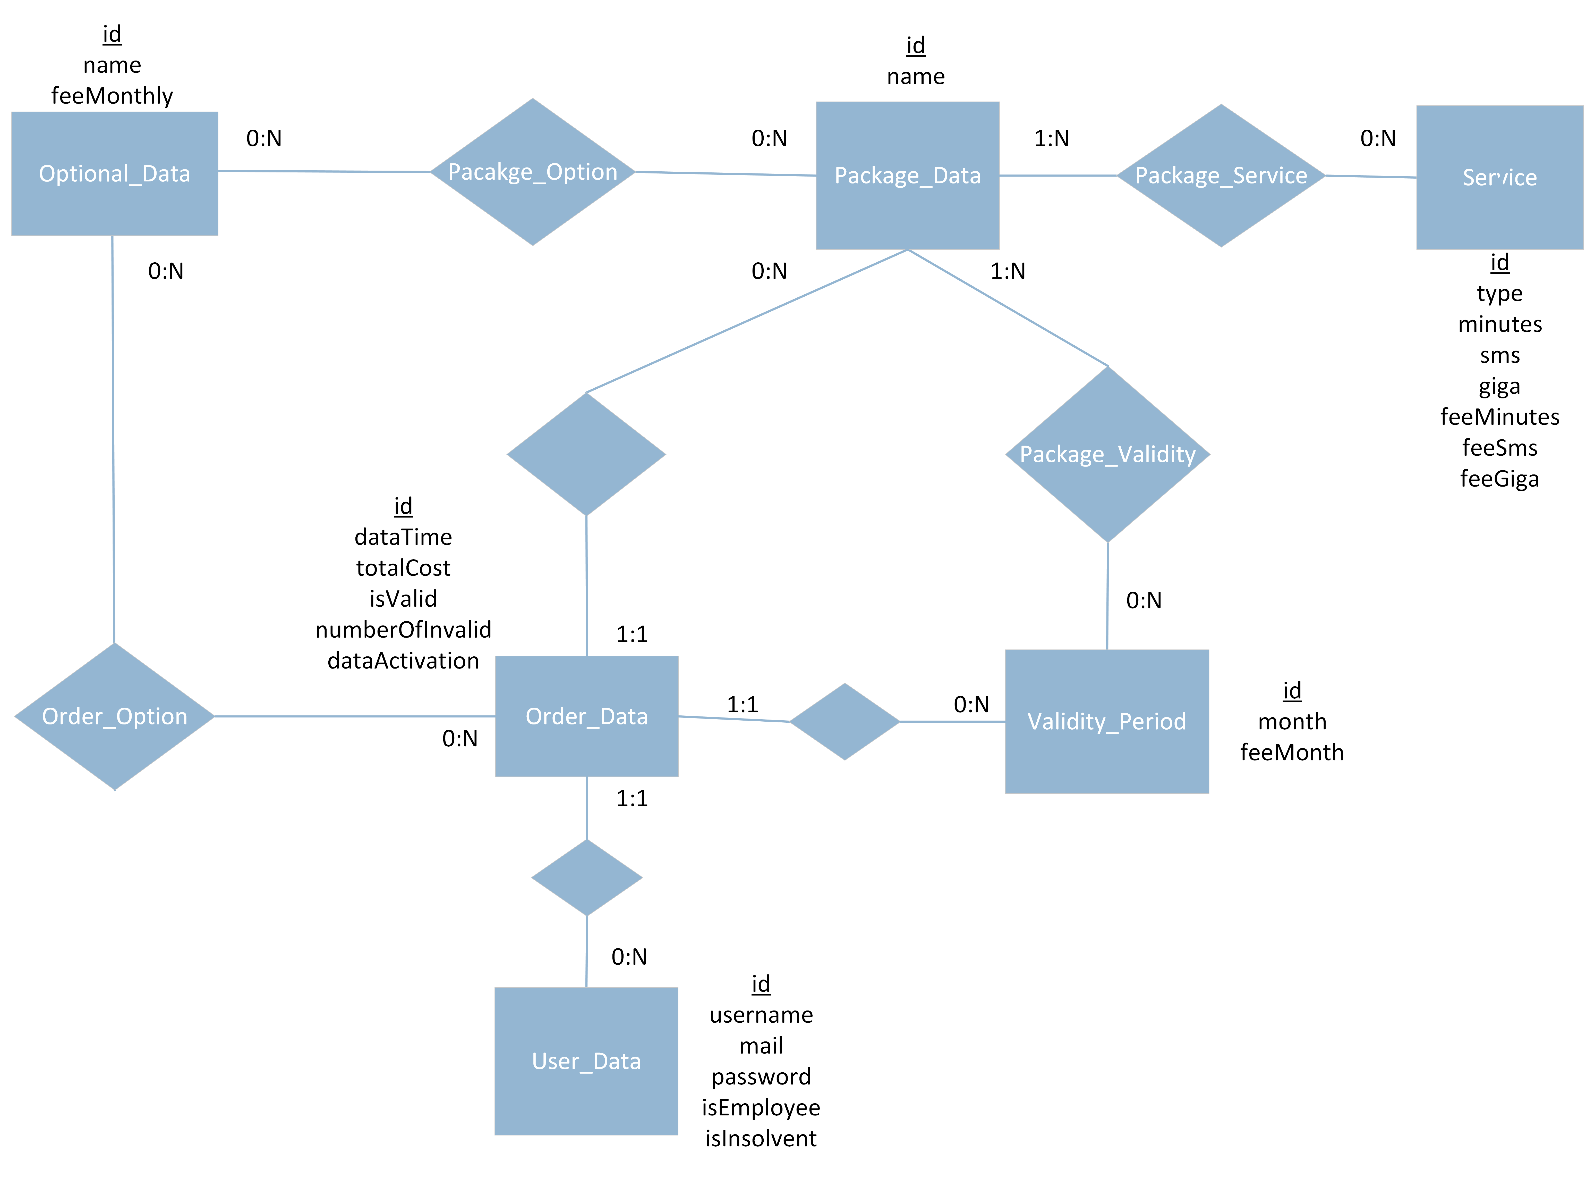 id
name
feeMonthly
Optional_Data
0:N
0:N
Pacakge_Option
0:N
id
name
Package_Data
1:N
Package_Service
0:N
Service
id
type
minutes
sms
giga
feeMinutes
feeSms
feeGiga
0:N
1:N
Package_Validity
0:N
id
dataTime
totalCost
isValid
numberOfInvalid
dataActivation
1:1
Order_Option
0:N
Order_Data
1:1
0:N
Validity_Period
id
month
feeMonth
1:1
0:N
User_Data
id
username
mail
password
isEmployee
isInsolvent